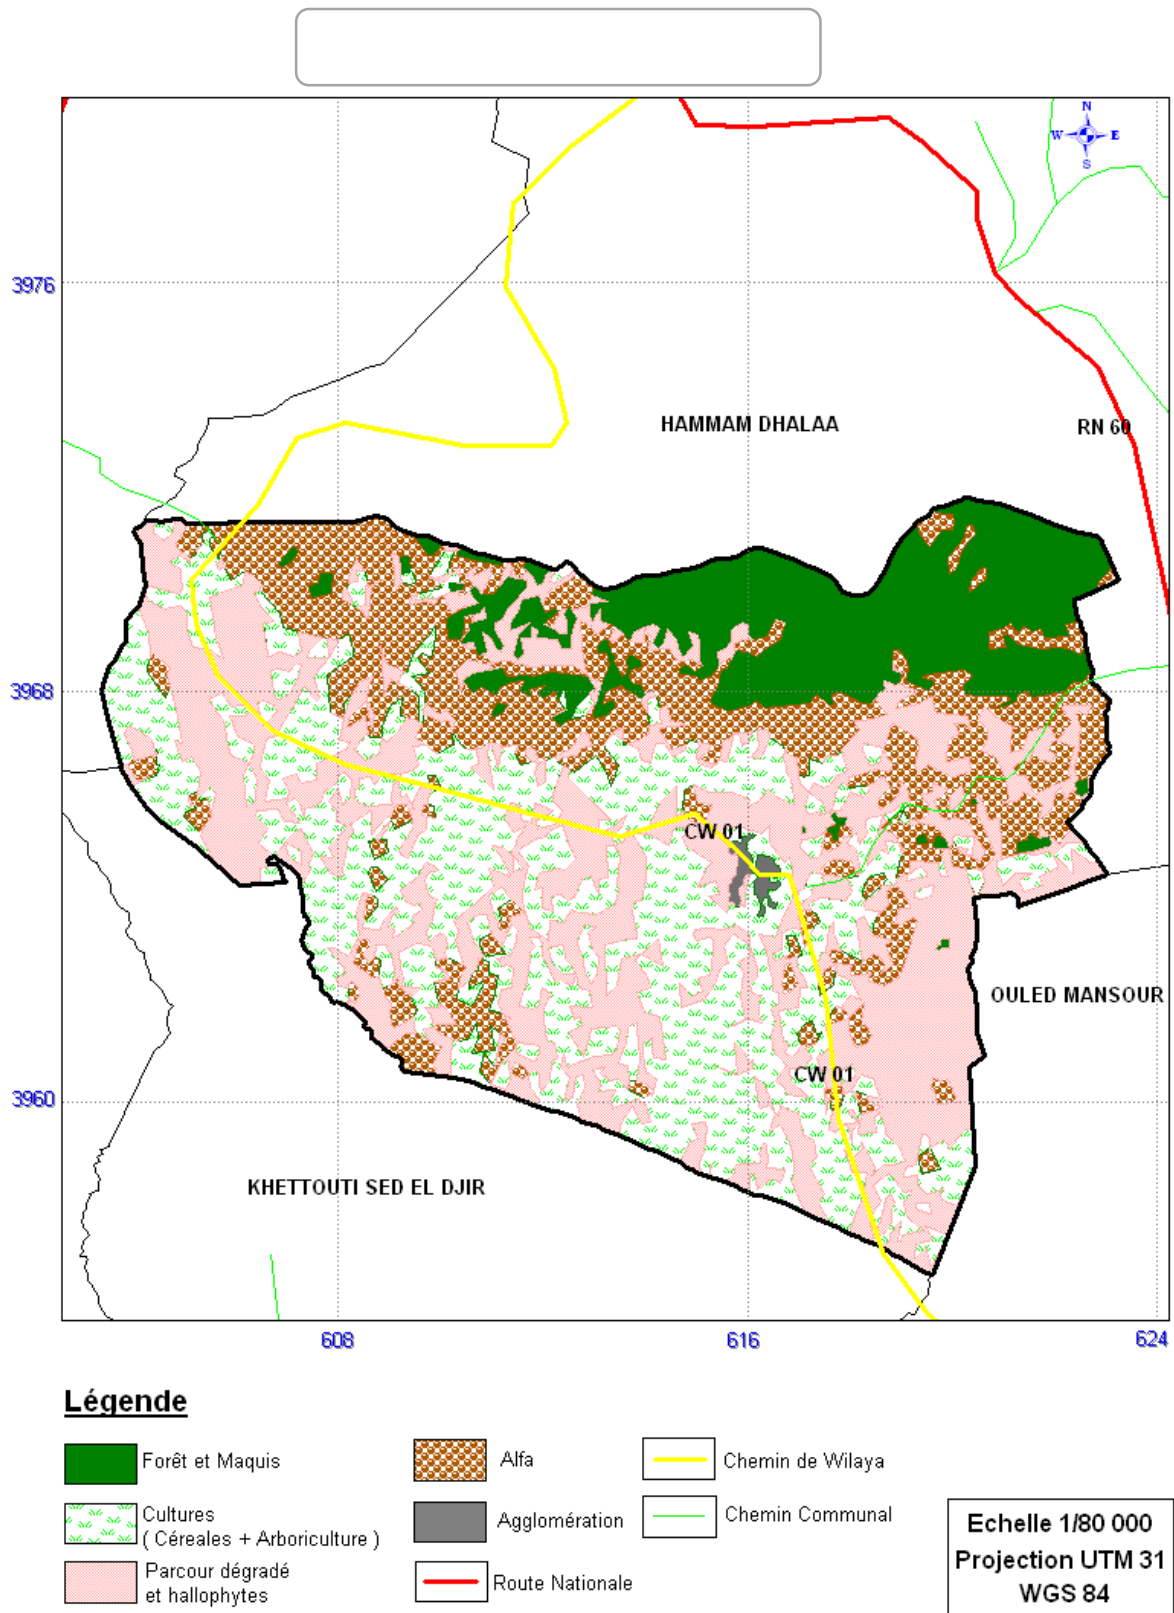 N
W E
S
3976
HAMMAM DHALAA
RN 60
3968
CW 01
OULED MANSOUR
CW 01
3960
KHETTOUTI SED EL DJIR
608
616
624
Légende
Forêt et Maquis
Alfa
Chemin de Wilaya
Cultures
( Céreales + Arboriculture )
Agglomération
Chemin Communal
Parcour dégradé
et hallophytes
Route Nationale
Echelle 1/80 000
Projection UTM 31
WGS 84